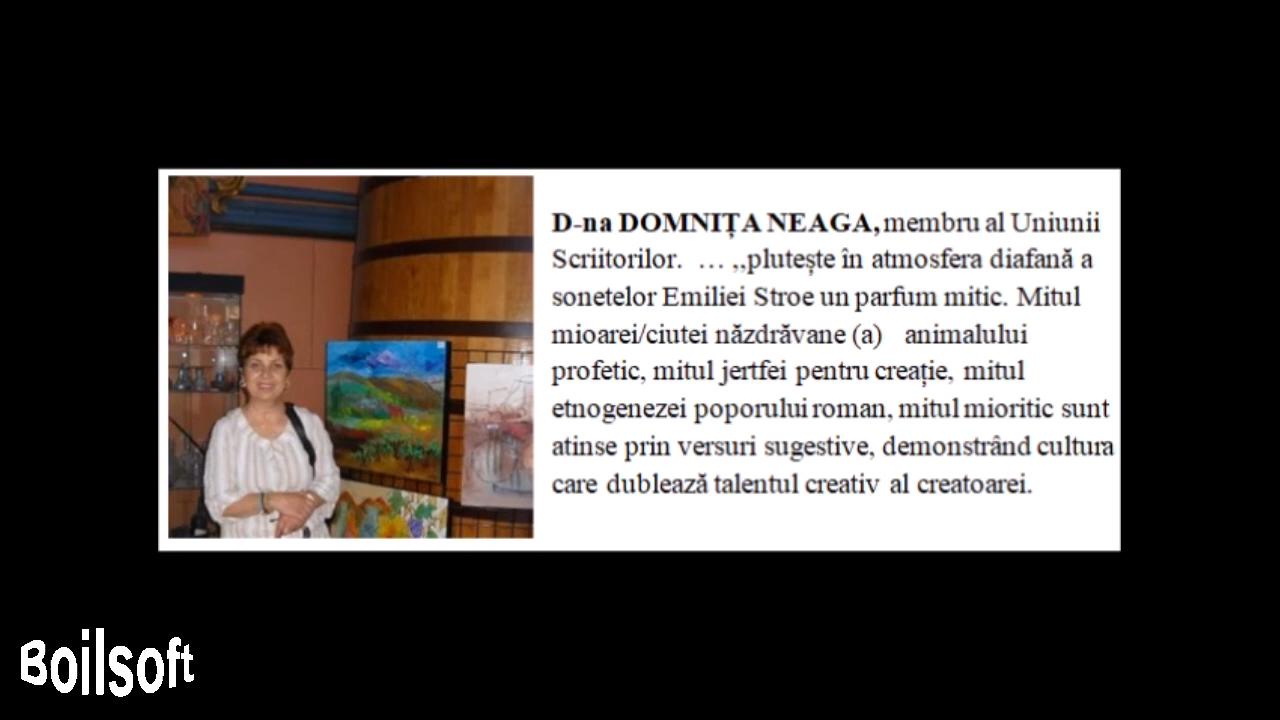 D-na DOMNIȚA NEAGA, membru al Uniunii
Scriitorilor. … ,,plutește în atmosfera diafană a
sonetelor Emiliei Stroe un parfum mitic. Mitul
mioarei/ciutei năzdrăvane (a) animalului
profetic, mitul jertfei pentru creație, mitul
etnogenezei poporului roman, mitul mioritic sunt
atinse prin versuri sugestive, demonstrând cultura
care dublează talentul creativ al creatoarei.
Boilsoft